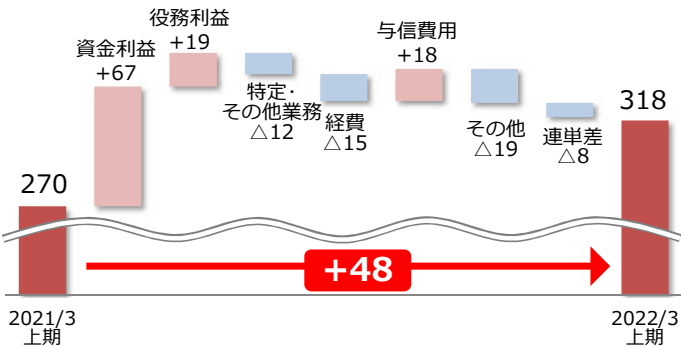 役務利益
+19
資金利益
+67
特定・
その他業務
△12
経費
△15
与信費用
+18
その他
△19
連単差
△8
318
270
+48
2021/3
上期
2022/3
上期